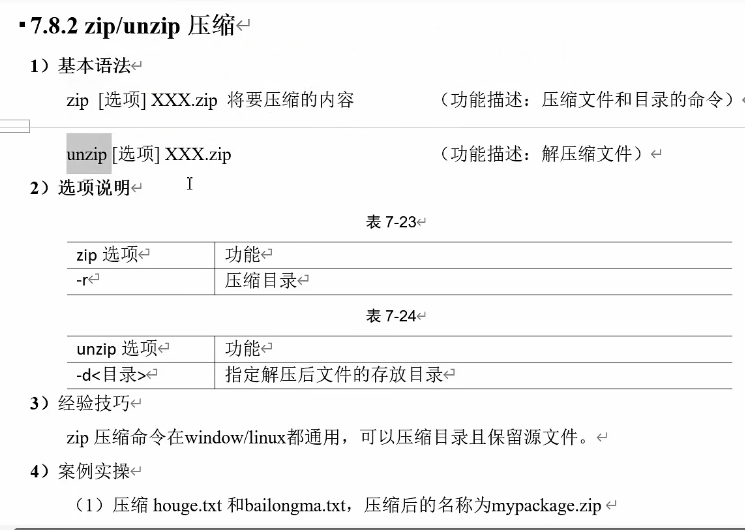 7.8.2 zip/unzip 压缩
1）基本语法
zip [选项] XXX.zip 将要压缩的内容 （功能描述：压缩文件和目录的命令）
unzip [选项] XXX.zip （功能描述：解压缩文件）
2）选项说明
表 7-23
zip 选项 功能
-r 压缩目录
表 7-24
unzip 选项 功能
-d<目录> 指定解压后文件的存放目录
3）经验技巧
zip 压缩命令在window/linux都通用，可以压缩目录且保留源文件。
4）案例实操
（1）压缩 houge.txt 和bailongma.txt，压缩后的名称为mypackage.zip